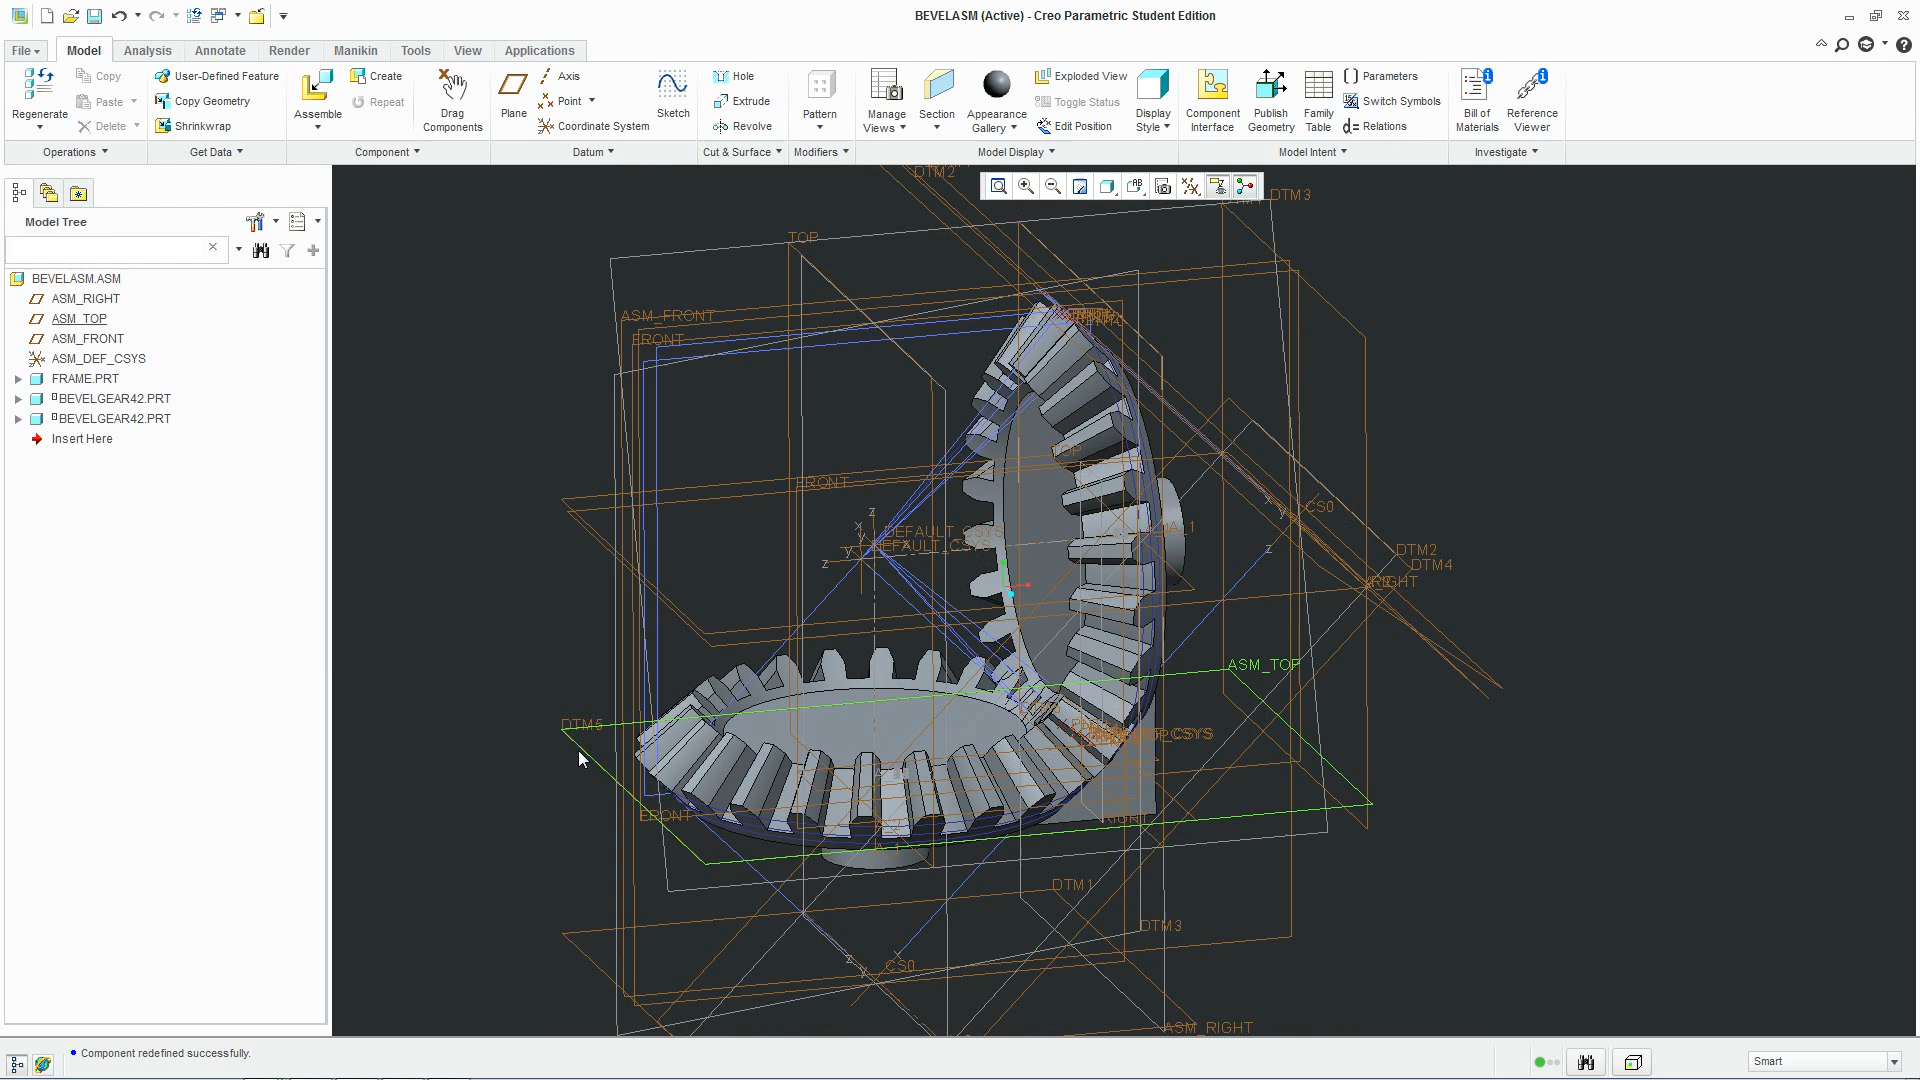 BEVELASM (Active) - Creo Parametric Student Edition
File Model Analysis Annotate Render Manikin Tools View Applications
Regenerate
Copy
Paste
Delete
Operations
User-Defined Feature
Copy Geometry
Shrinkwrap
Get Data
Assemble
Create
Repeat
Drag
Components
Component
Plane
Axis
Point
Coordinate System
Sketch
Datum
Hole
Extrude
Revolve
Cut & Surface
Pattern
Modifiers
Manage
Views
Section
Appearance
Gallery
Exploded View
Toggle Status
Edit Position
Display
Style
Model Display
Component
Interface
Publish
Geometry
Family
Table
Parameters
Switch Symbols
Relations
Model Intent
Bill of
Materials
Reference
Viewer
Investigate
Model Tree
BEVELASM.ASM
ASM_RIGHT
ASM_TOP
ASM_FRONT
ASM_DEF_CSYS
FRAME.PRT
BEVELGEAR42.PRT
BEVELGEAR42.PRT
Insert Here
DTM2
DTM3
TOP
ASM_FRONT
FRONT
TOP
FRONT
DEFAULT_CSYS
DEFAULT_CSYS
A_1
CS0
DTM2
DTM4
RIGHT
ASM_TOP
DTM5
FRONT
RIGHT
A_1
DTM1
DTM3
CS0
ASM_RIGHT
x
y
z
z
y
z
y
z
z
y
x
Component redefined successfully.
Smart